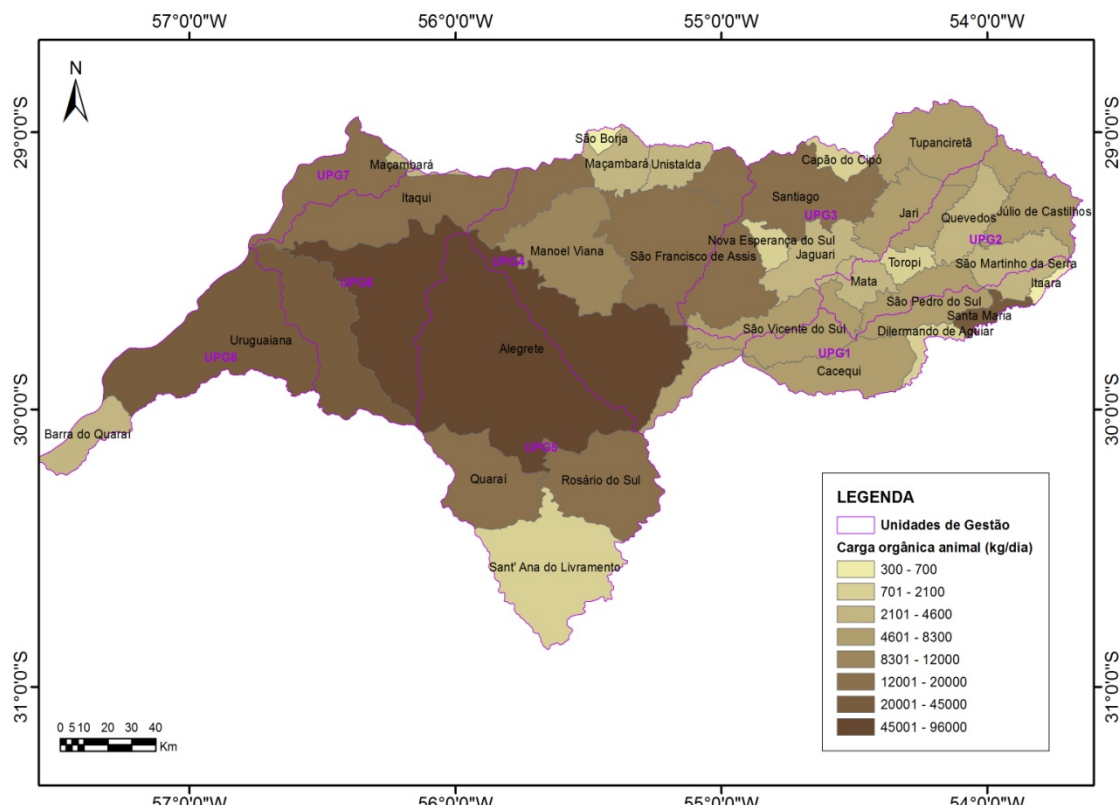 57°0'0"W 56°0'0"W 55°0'0"W 54°0'0"W
N
29°0'0"S 29°0'0"S
São Borja
Tupanciretã
Maçambará
Maçambará Unistalda
Capão do Cipó
UPG7
Itaqui
Santiago
UPG3
Jari
Quevedos
Júlio de Castilhos
UPG2
Nova Esperança do Sul
Manoel Viana
São Francisco de Assis
Jaguari
Toropi
São Martinho da Serra
UPG4
UPG6
Mata
Itaara
São Pedro do Sul
Santa Maria
São Vicente do Sul
Dilermando de Aguiar
Uruguaiana
Alegrete
UPG8
UPG1
Cacequi
30°0'0"S 30°0'0"S
Barra do Quaraí
UPG5
Quaraí
Rosário do Sul
Sant' Ana do Livramento
31°0'0"S 31°0'0"S
LEGENDA
Unidades de Gestão
Carga orgânica animal (kg/dia)
300 - 700
701 - 2100
2101 - 4600
4601 - 8300
8301 - 12000
12001 - 20000
20001 - 45000
45001 - 96000
0 5 10 20 30 40
Km
57°0'0"W 56°0'0"W 55°0'0"W 54°0'0"W